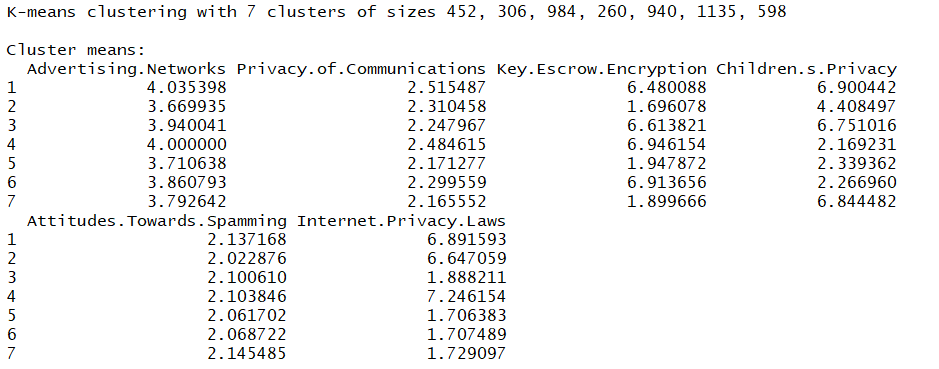 K-means clustering with 7 clusters of sizes 452, 306, 984, 260, 940, 1135, 598
Cluster means:
  Advertising.Networks Privacy.of.Communications Key.Escrow.Encryption Children.s.Privacy
1             4.035398                  2.515487              6.480088           6.900442
2             3.669935                  2.310458              1.696078           4.408497
3             3.940041                  2.247967              6.613821           6.751016
4             4.000000                  2.484615              6.946154           2.169231
5             3.710638                  2.171277              1.947872           2.339362
6             3.860793                  2.299559              6.913656           2.266960
7             3.792642                  2.165552              1.899666           6.844482
  Attitudes.Towards.Spamming Internet.Privacy.Laws
1                   2.137168              6.891593
2                   2.022876              6.647059
3                   2.100610              1.888211
4                   2.103846              7.246154
5                   2.061702              1.706383
6                   2.068722              1.707489
7                   2.145485              1.729097